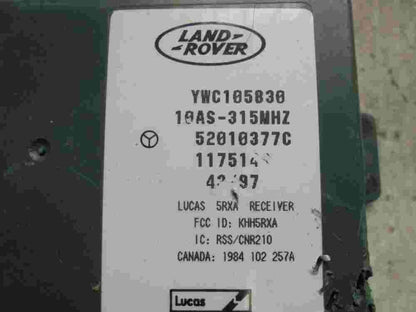 LAND-
ROVER
YWC105830
10AS-315MHZ
52010377C
LUCAS 5RXA RECEIVER
FCC ID: KHH5RXA
IC: RSS/CNR210
CANADA: 1984 102 257A
Lucas